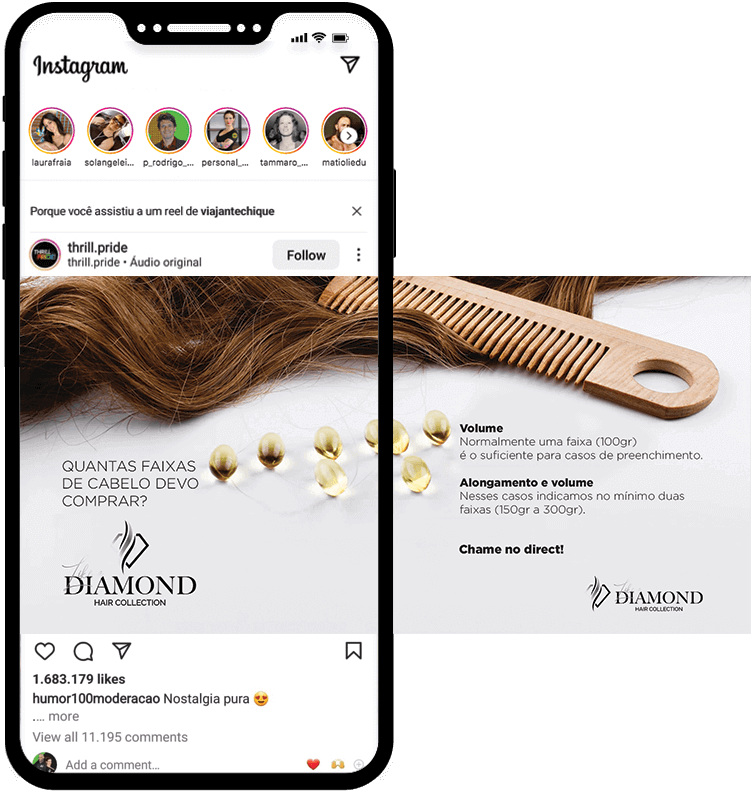 Instagram
laurafraia
solangelei...
p_rodrigo_...
personal_...
tammaro_...
matioliedu
Porque você assistiu a um reel de viajantechique
THRILL
PRIDE
thrill.pride
thrill.pride • Áudio original
Follow
QUANTAS FAIXAS
DE CABELO DEVO
COMPRAR?
DIAMOND
HAIR COLLECTION
Volume
Normalmente uma faixa (100gr)
é o suficiente para casos de preenchimento.
Alongamento e volume
Nesses casos indicamos no mínimo duas
faixas (150gr a 300gr).
Chame no direct!
DIAMOND
HAIR COLLECTION
1.683.179 likes
humor100moderacao Nostalgia pura 😍
.... more
View all 11.195 comments
Add a comment...